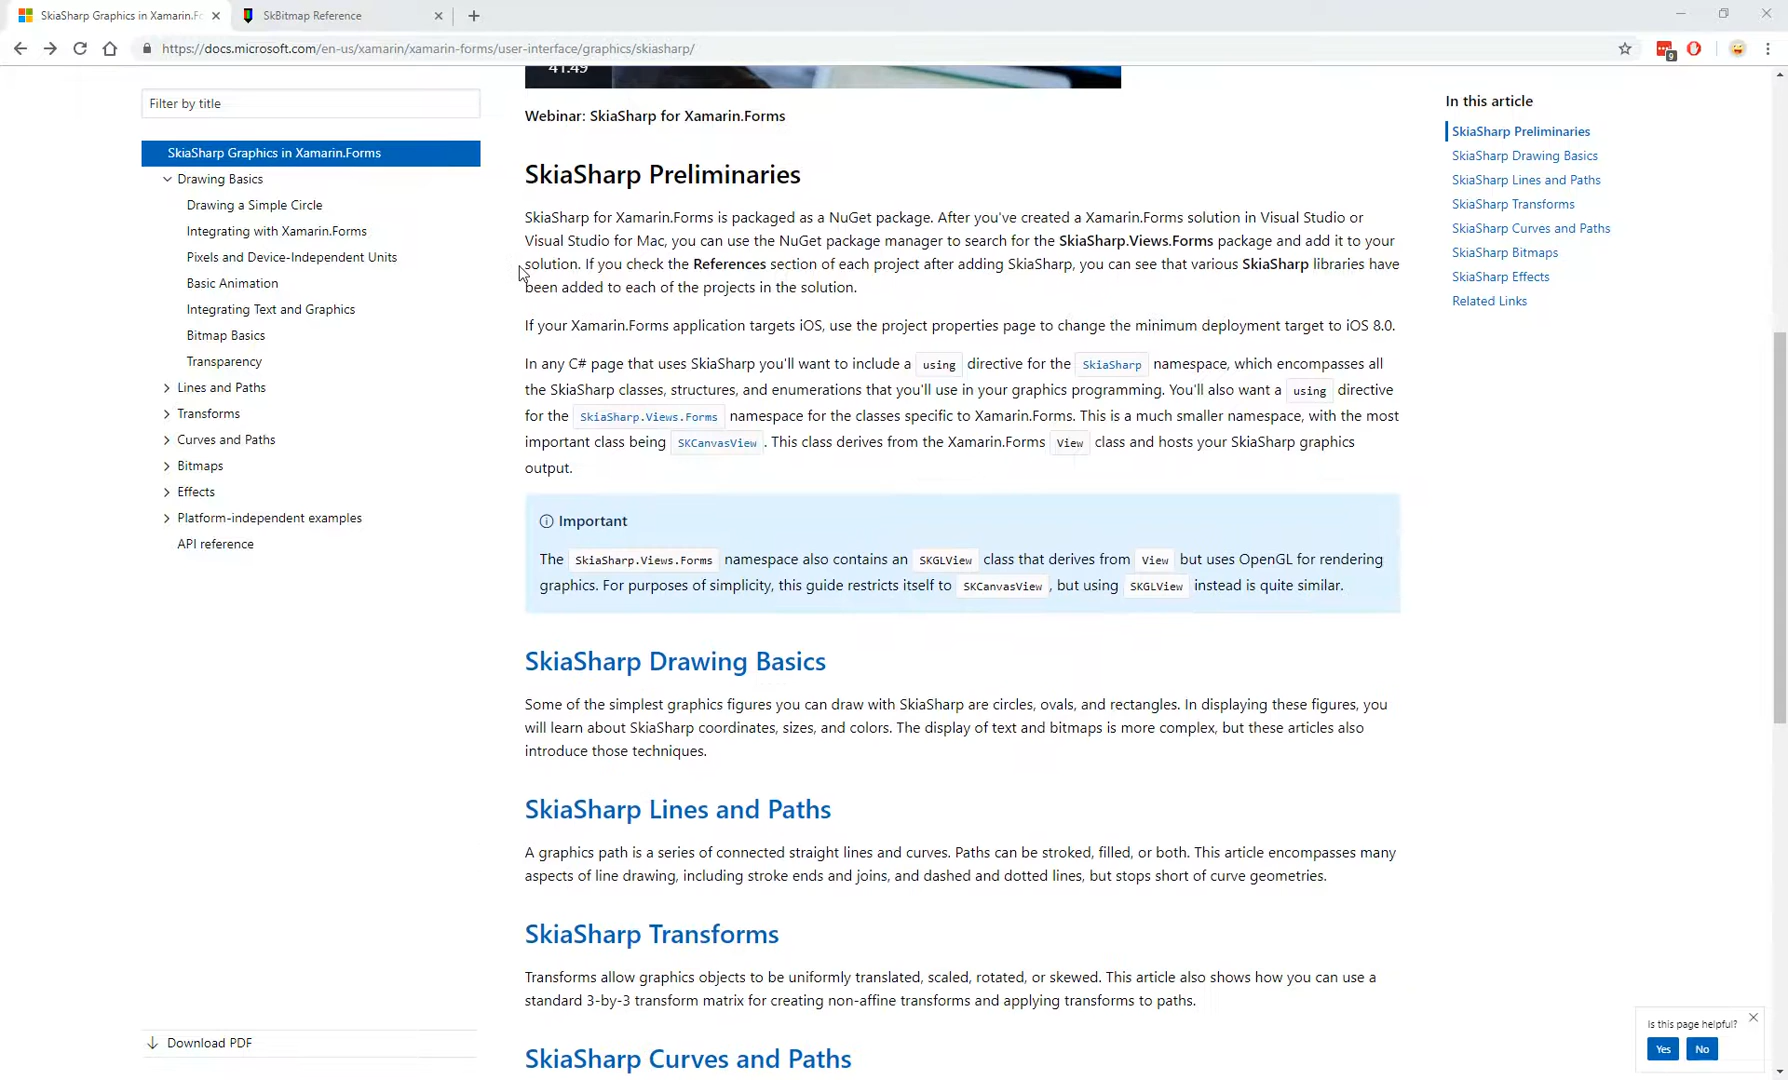 SkiaSharp Graphics in Xamarin.F
SkBitmap Reference
https://docs.microsoft.com/en-us/xamarin/xamarin-forms/user-interface/graphics/skiasharp/
9
41:49
Filter by title
SkiaSharp Graphics in Xamarin.Forms
Drawing Basics
Drawing a Simple Circle
Integrating with Xamarin.Forms
Pixels and Device-Independent Units
Basic Animation
Integrating Text and Graphics
Bitmap Basics
Transparency
Lines and Paths
Transforms
Curves and Paths
Bitmaps
Effects
Platform-independent examples
API reference
Download PDF
Webinar: SkiaSharp for Xamarin.Forms
SkiaSharp Preliminaries
SkiaSharp for Xamarin.Forms is packaged as a NuGet package. After you've created a Xamarin.Forms solution in Visual Studio or
Visual Studio for Mac, you can use the NuGet package manager to search for the SkiaSharp.Views.Forms package and add it to your
solution. If you check the References section of each project after adding SkiaSharp, you can see that various SkiaSharp libraries have
been added to each of the projects in the solution.
If your Xamarin.Forms application targets iOS, use the project properties page to change the minimum deployment target to iOS 8.0.
In any C# page that uses SkiaSharp you'll want to include a using directive for the SkiaSharp namespace, which encompasses all
the SkiaSharp classes, structures, and enumerations that you'll use in your graphics programming. You'll also want a using directive
for the SkiaSharp.Views.Forms namespace for the classes specific to Xamarin.Forms. This is a much smaller namespace, with the most
important class being SKCanvasView. This class derives from the Xamarin.Forms View class and hosts your SkiaSharp graphics
output.
Important
The SkiaSharp.Views.Forms namespace also contains an SKGLView class that derives from View but uses OpenGL for rendering
graphics. For purposes of simplicity, this guide restricts itself to SKCanvasView, but using SKGLView instead is quite similar.
SkiaSharp Drawing Basics
Some of the simplest graphics figures you can draw with SkiaSharp are circles, ovals, and rectangles. In displaying these figures, you
will learn about SkiaSharp coordinates, sizes, and colors. The display of text and bitmaps is more complex, but these articles also
introduce those techniques.
SkiaSharp Lines and Paths
A graphics path is a series of connected straight lines and curves. Paths can be stroked, filled, or both. This article encompasses many
aspects of line drawing, including stroke ends and joins, and dashed and dotted lines, but stops short of curve geometries.
SkiaSharp Transforms
Transforms allow graphics objects to be uniformly translated, scaled, rotated, or skewed. This article also shows how you can use a
standard 3-by-3 transform matrix for creating non-affine transforms and applying transforms to paths.
SkiaSharp Curves and Paths
In this article
SkiaSharp Preliminaries
SkiaSharp Drawing Basics
SkiaSharp Lines and Paths
SkiaSharp Transforms
SkiaSharp Curves and Paths
SkiaSharp Bitmaps
SkiaSharp Effects
Related Links
Is this page helpful?
Yes
No